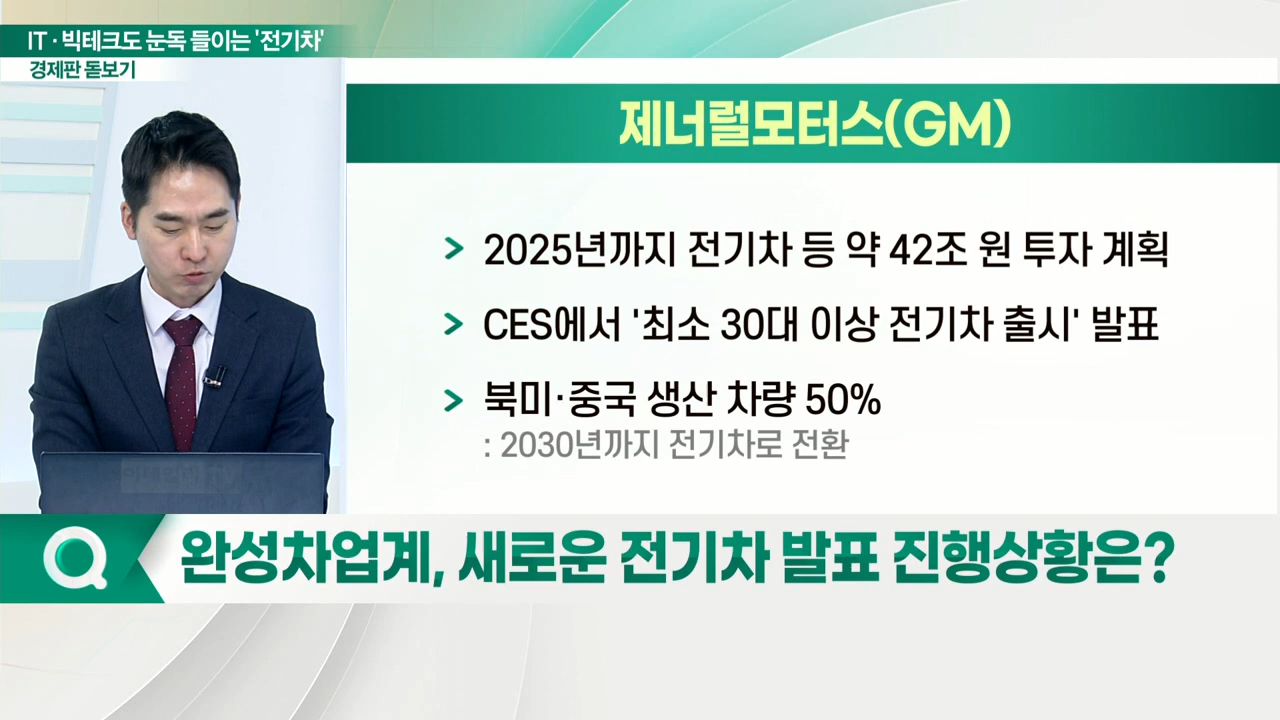 IT·빅테크도 눈독 들이는 '전기차'
경제판 돋보기
제너럴모터스(GM)
> 2025년까지 전기차 등 약 42조 원 투자 계획
> CES에서 '최소 30대 이상 전기차 출시' 발표
> 북미·중국 생산 차량 50%
: 2030년까지 전기차로 전환
Q 완성차업계, 새로운 전기차 발표 진행상황은?